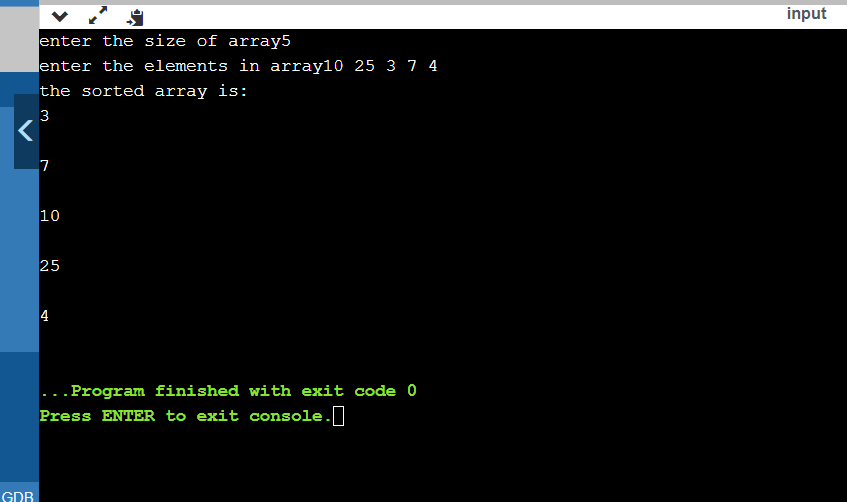 input
enter the size of array5
enter the elements in array10 25 3 7 4
the sorted array is:
3
7
10
25
4
...Program finished with exit code 0
Press ENTER to exit console.
GDB